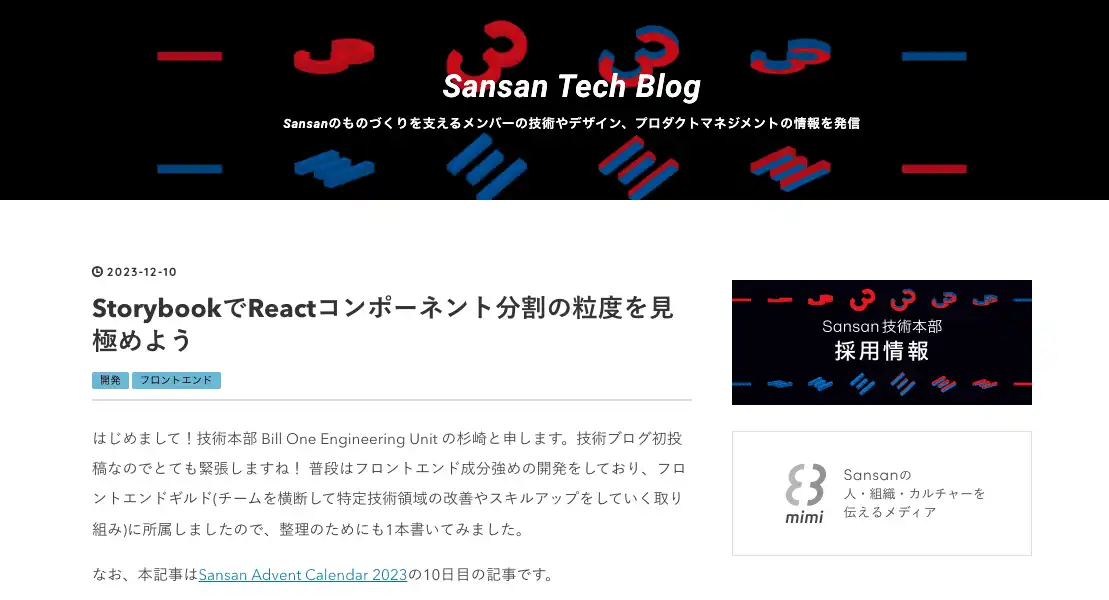 Sansan Tech Blog
Sansanのものづくりを支えるメンバーの技術やデザイン、プロダクトマネジメントの情報を発信
2023-12-10
StorybookでReactコンポーネント分割の粒度を見
極めよう
開発 フロントエンド
はじめまして！技術本部 Bill One Engineering Unit の杉崎と申します。技術ブログ初投
稿なのでとても緊張しますね！ 普段はフロントエンド成分強めの開発をしており、フロ
ントエンドギルド(チームを横断して特定技術領域の改善やスキルアップをしていく取り
組み)に所属しましたので、整理のためにも1本書いてみました。
なお、本記事はSansan Advent Calendar 2023の10日目の記事です。
Sansan 技術本部
採用情報
mimi
Sansanの
人・組織・カルチャーを
伝えるメディア